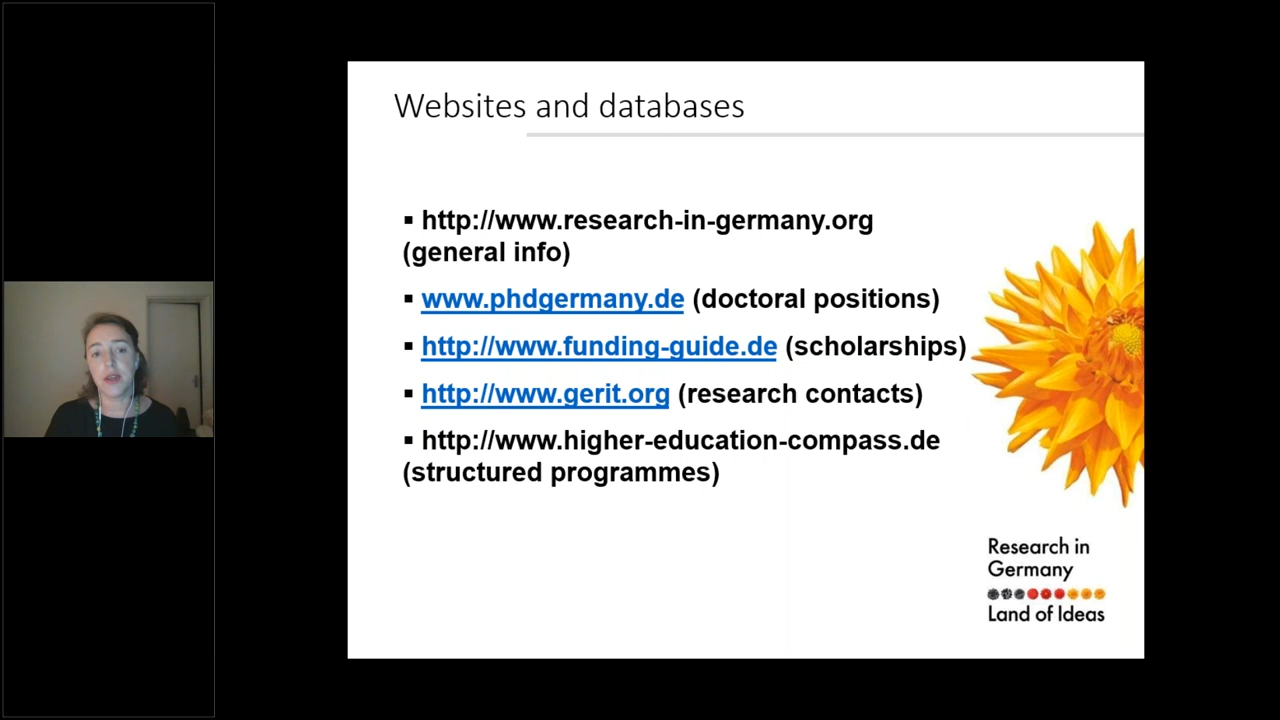 Websites and databases
▪ http://www.research-in-germany.org
(general info)
▪ www.phdgermany.de (doctoral positions)
▪ http://www.funding-guide.de (scholarships)
▪ http://www.gerit.org (research contacts)
▪ http://www.higher-education-compass.de
(structured programmes)
Research in
Germany
Land of Ideas